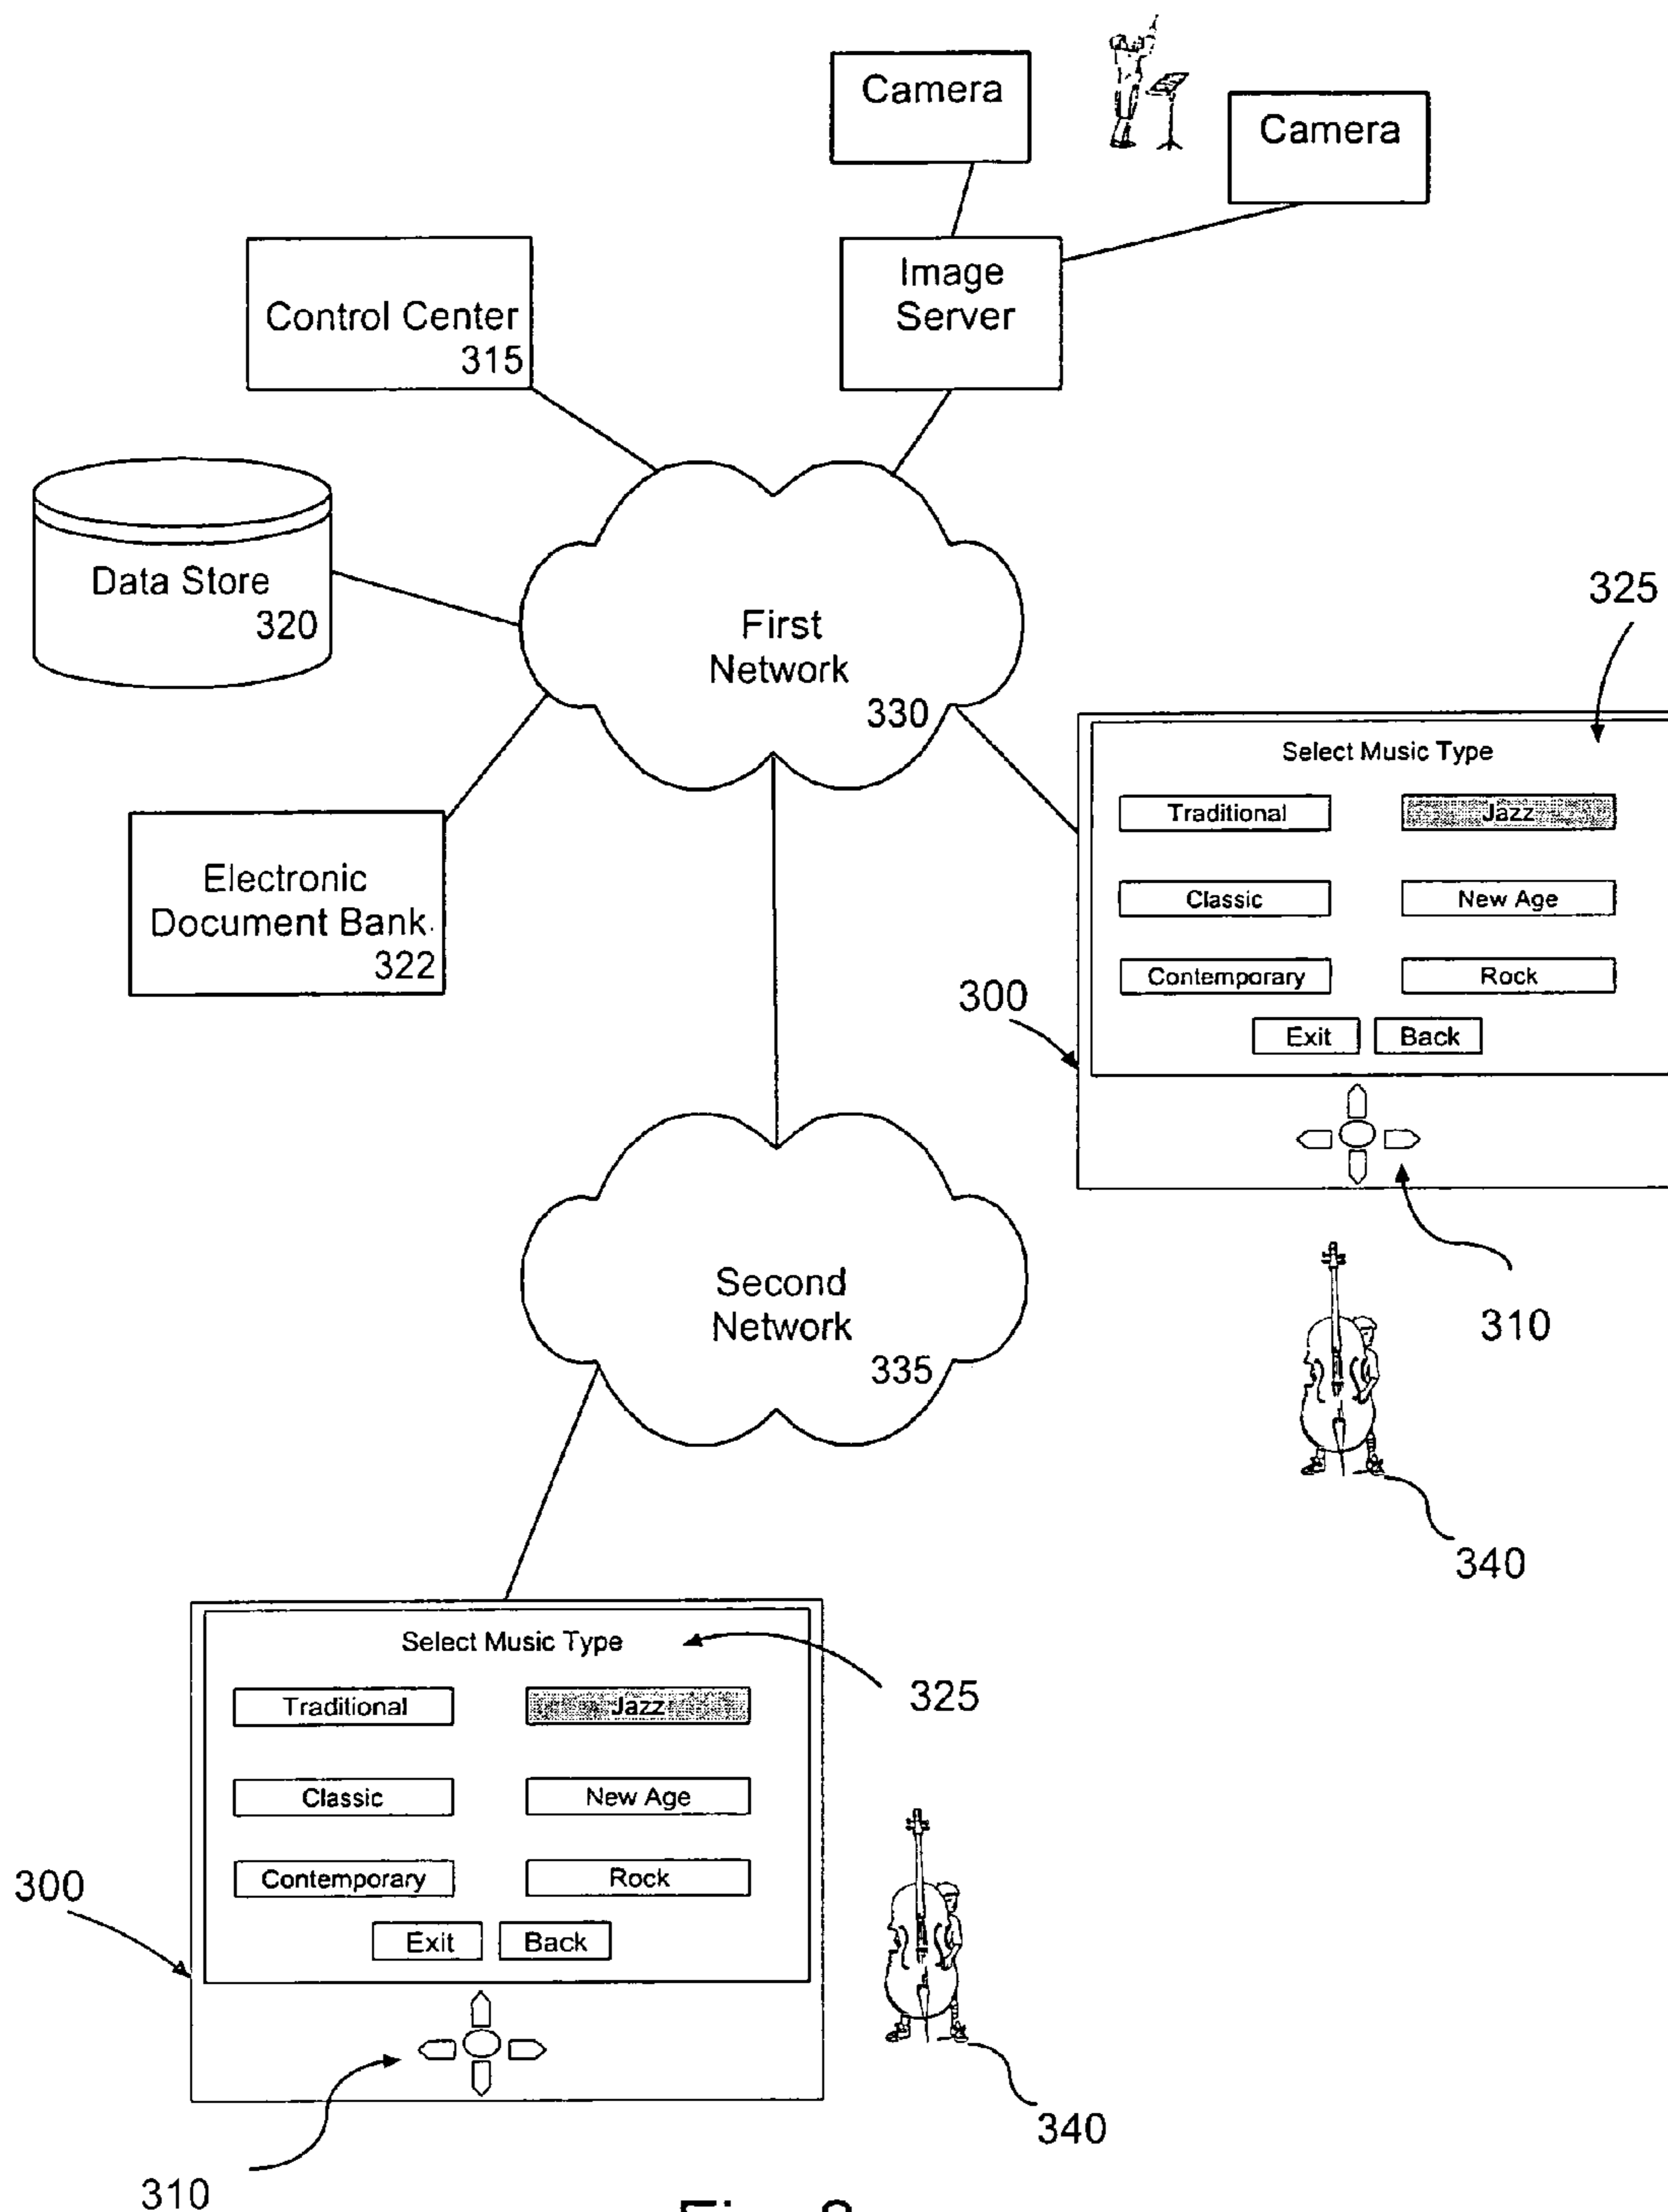 Camera
Camera
Image
Server
Control Center
315
Data Store
320
First
Network
330
325
Select Music Type
Traditional
Jazz
Classic
New Age
Contemporary
Rock
Exit
Back
300
310
Electronic
Document Bank
322
Second
Network
335
340
Select Music Type
325
Traditional
Jazz
Classic
New Age
Contemporary
Rock
Exit
Back
300
310
340